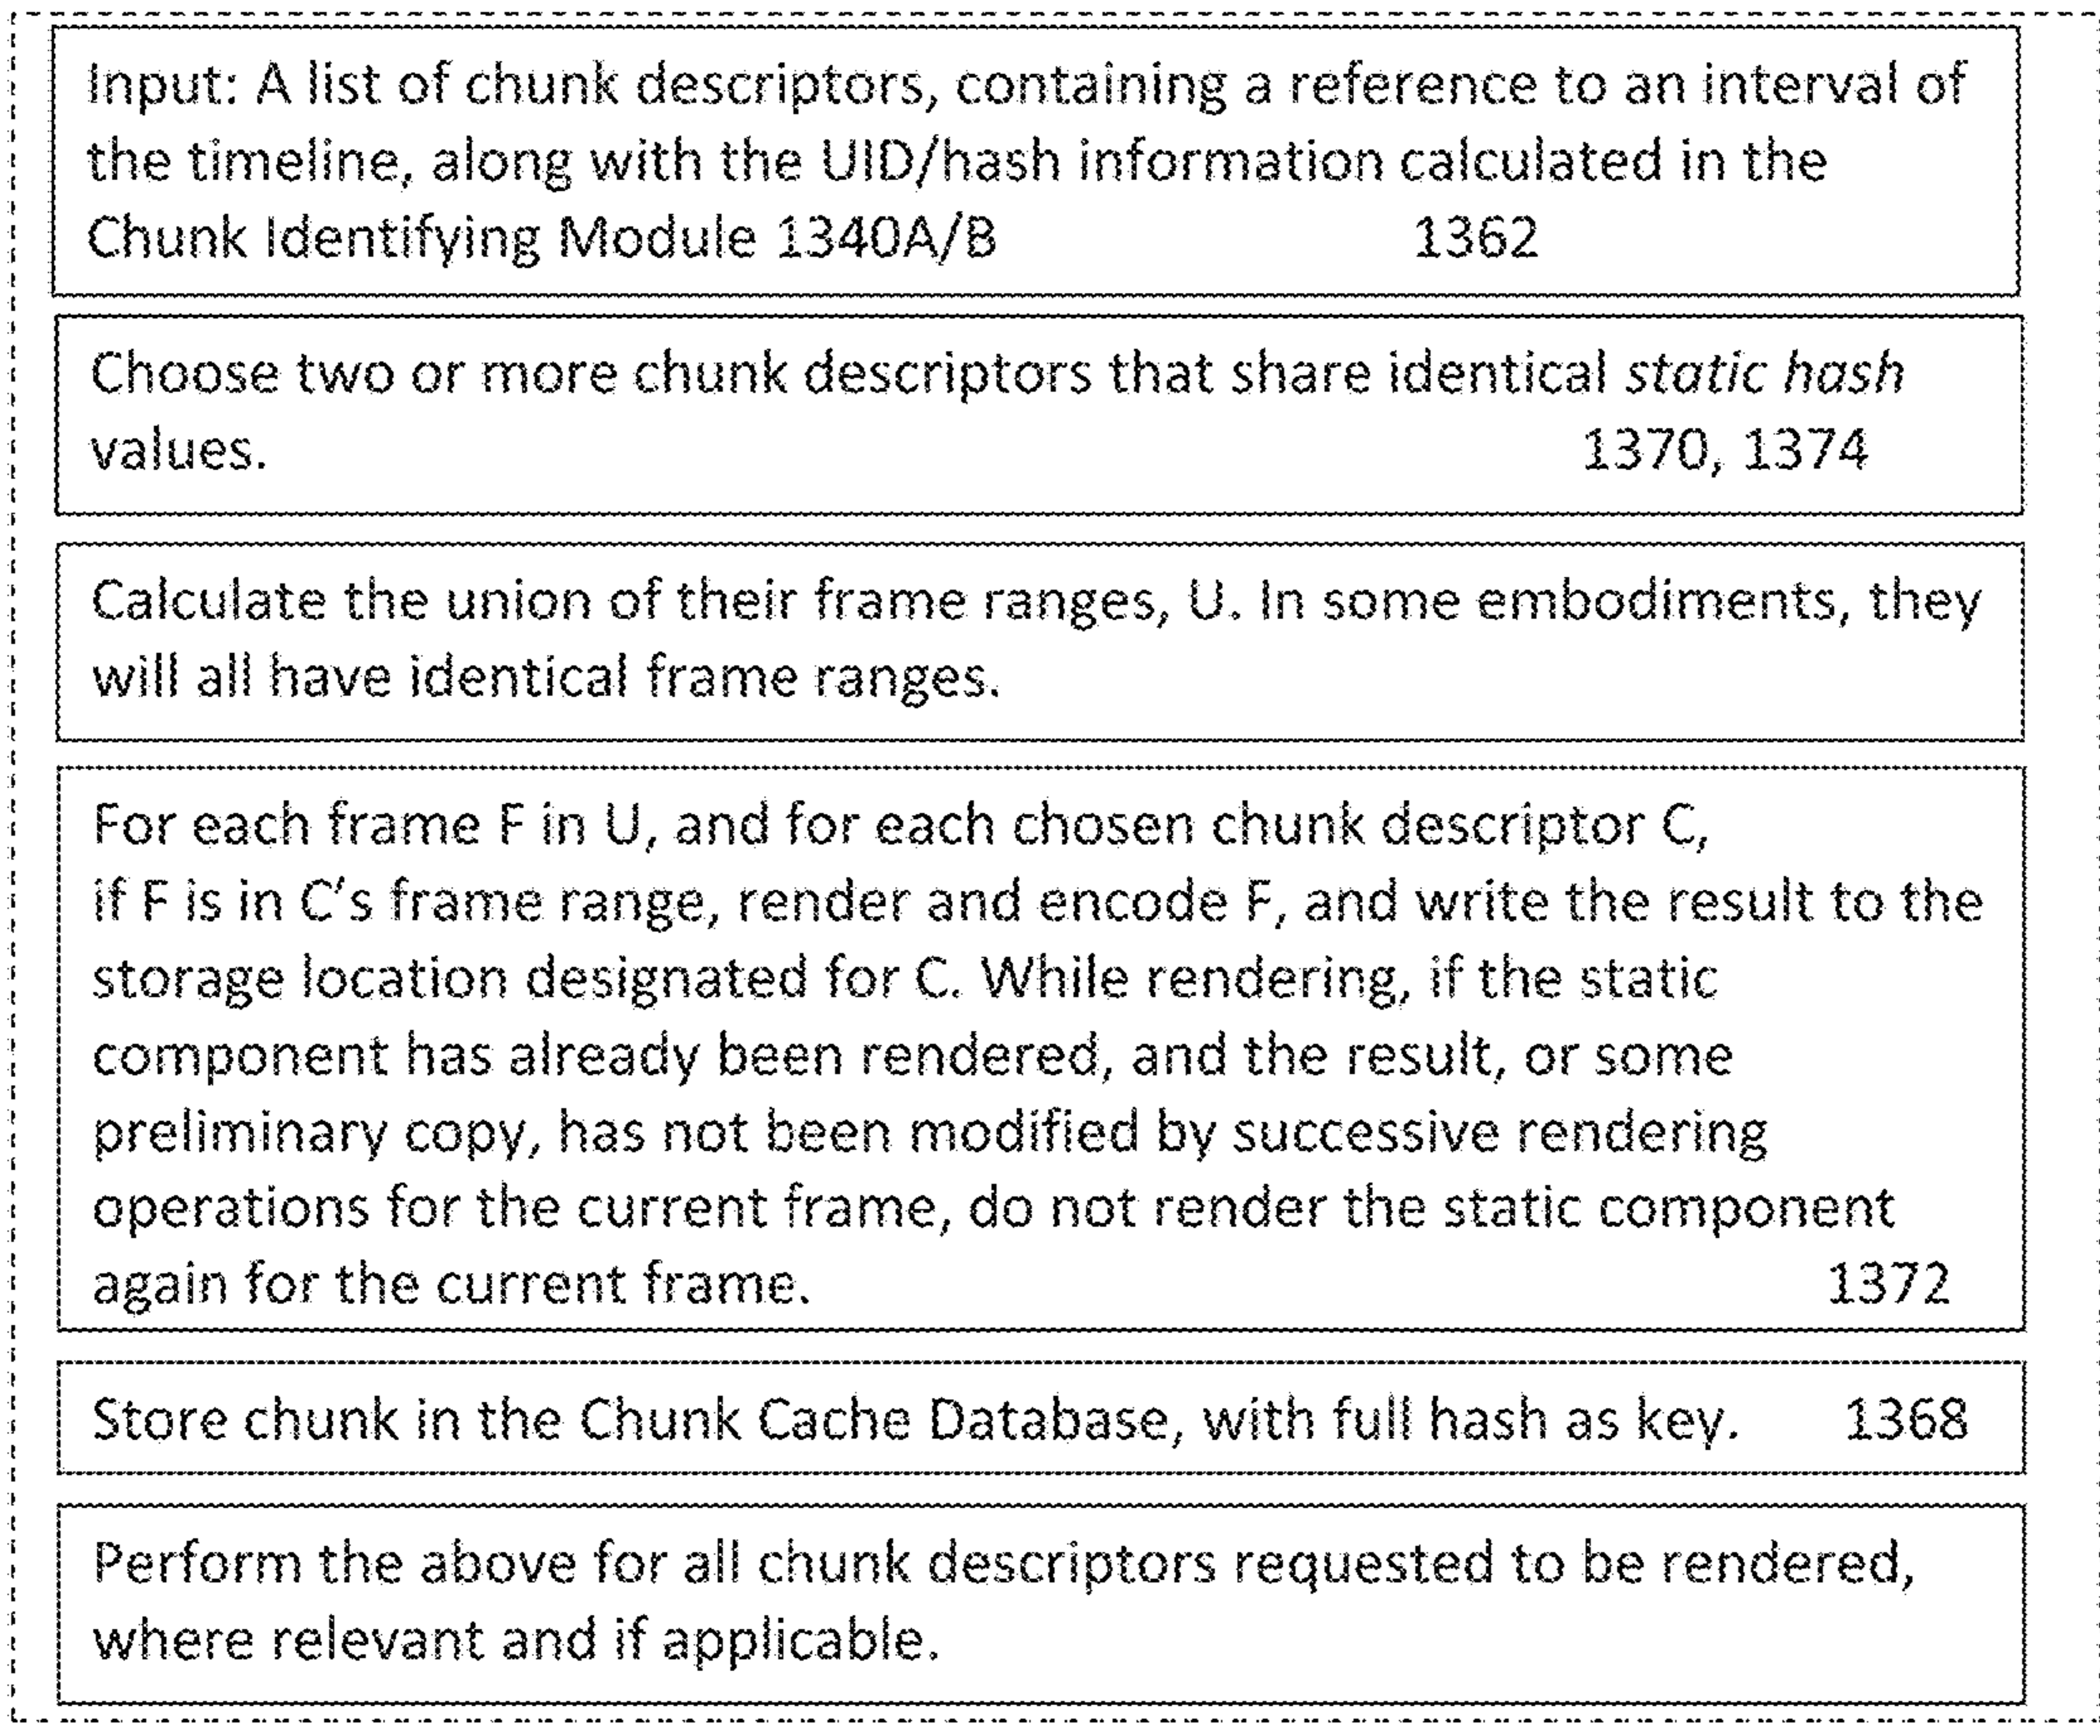 Input: A list of chunk descriptors, containing a reference to an interval of
the timeline, along with the UID/hash information calculated in the
Chunk Identifying Module 1340A/B 1362
Choose two or more chunk descriptors that share identical static hash
values. 1370, 1374
Calculate the union of their frame ranges, U. In some embodiments, they
will all have identical frame ranges.
For each frame F in U, and for each chosen chunk descriptor C,
if F is in C's frame range, render and encode F, and write the result to the
storage location designated for C. While rendering, if the static
component has already been rendered, and the result, or some
preliminary copy, has not been modified by successive rendering
operations for the current frame, do not render the static component
again for the current frame. 1372
Store chunk in the Chunk Cache Database, with full hash as key. 1368
Perform the above for all chunk descriptors requested to be rendered,
where relevant and if applicable.